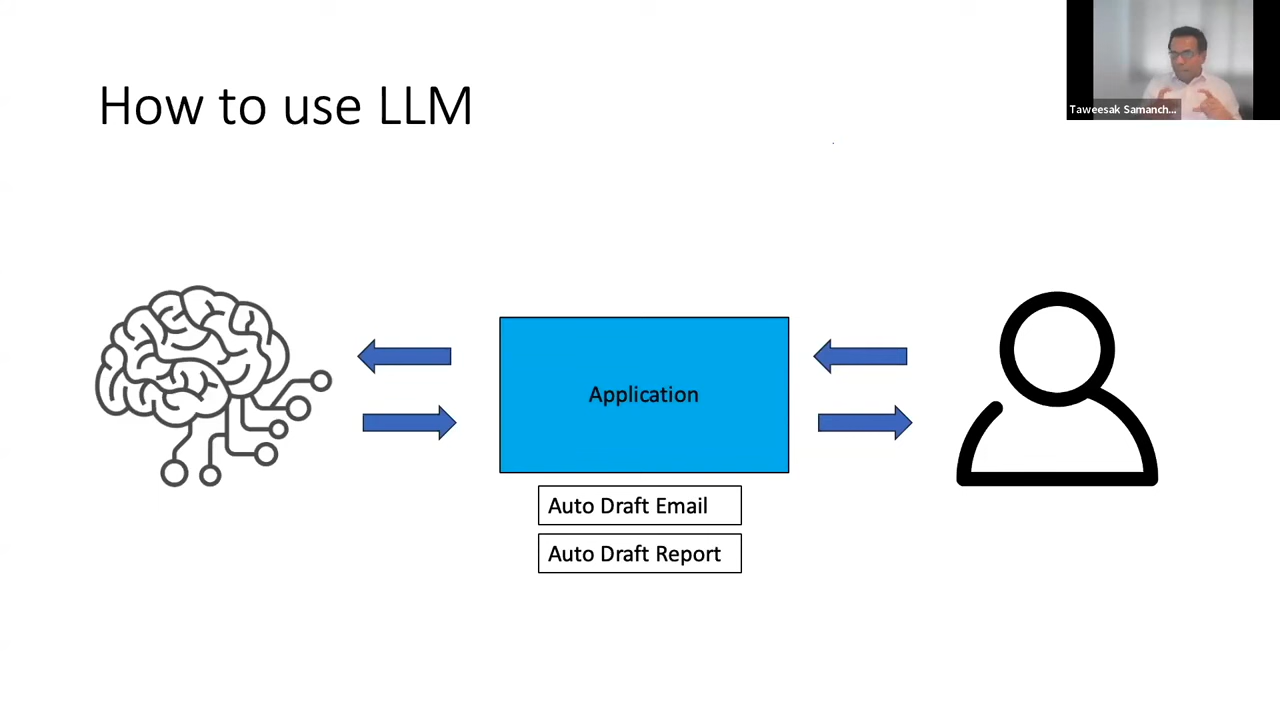 How to use LLM
Taweesak Samanch...
Application
Auto Draft Email
Auto Draft Report